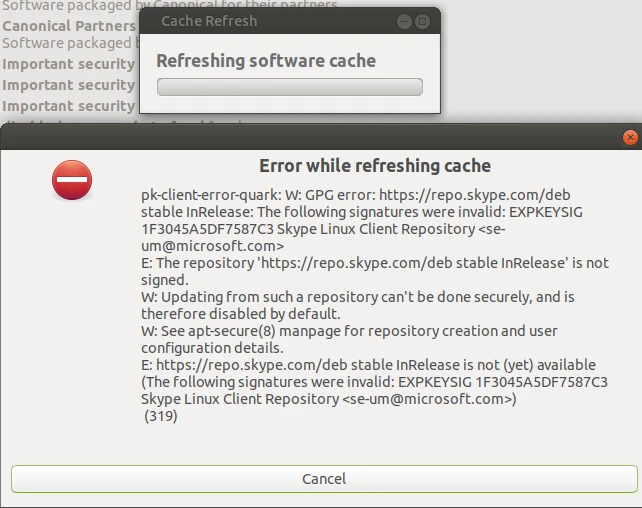 Software packaged by Canonical for their partners
Cache Refresh
Canonical Partners
Software packaged b
Refreshing software cache
Important security
Important security
Important security
Error while refreshing cache
pk-client-error-quark: W: GPG error: https://repo.skype.com/deb
stable InRelease: The following signatures were invalid: EXPKEYSIG
1F3045A5DF7587C3 Skype Linux Client Repository <se-
um@microsoft.com>
E: The repository 'https://repo.skype.com/deb stable InRelease' is not
signed.
W: Updating from such a repository can't be done securely, and is
therefore disabled by default.
W: See apt-secure(8) manpage for repository creation and user
configuration details.
E: https://repo.skype.com/deb stable InRelease is not (yet) available
(The following signatures were invalid: EXPKEYSIG 1F3045A5DF7587C3
Skype Linux Client Repository <se-um@microsoft.com>)
(319)
Cancel